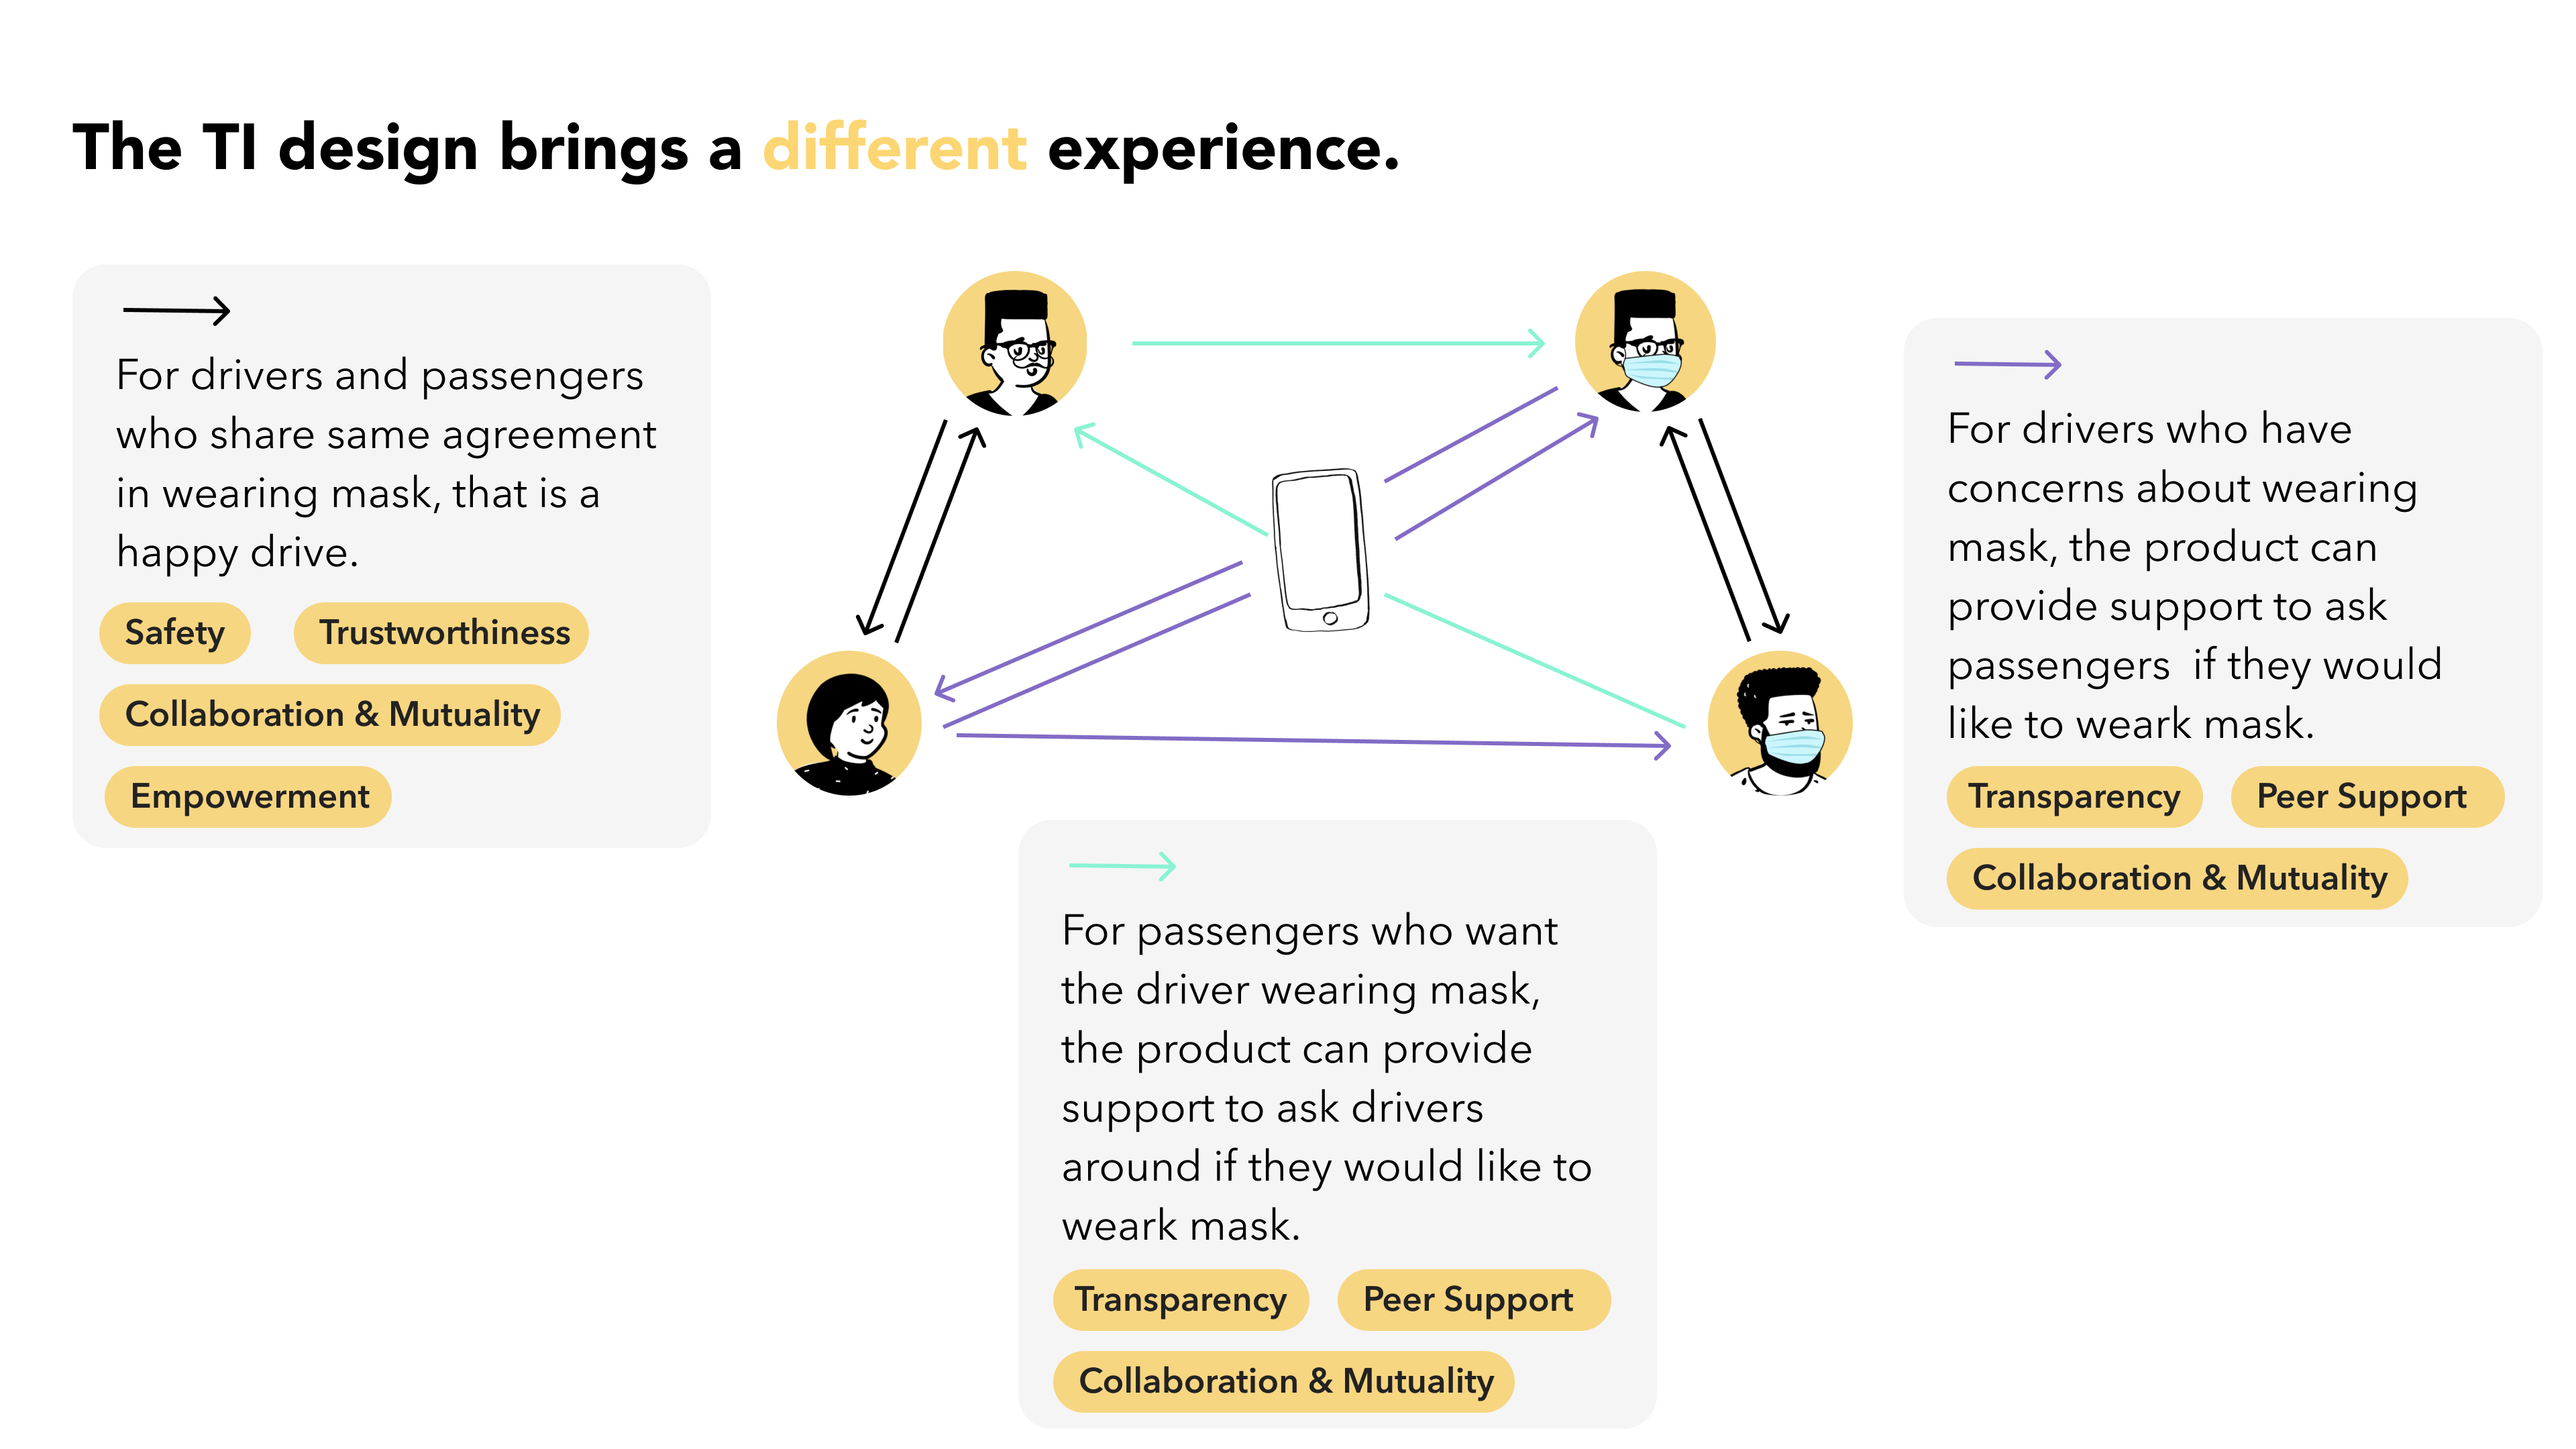 The TI design brings a different experience.
For drivers and passengers
who share same agreement
in wearing mask, that is a
happy drive.
Safety
Trustworthiness
Collaboration & Mutuality
Empowerment
For drivers who have
concerns about wearing
mask, the product can
provide support to ask
passengers  if they would
like to weark mask.
Transparency
Peer Support
Collaboration & Mutuality
For passengers who want
the driver wearing mask,
the product can provide
support to ask drivers
around if they would like to
weark mask.
Transparency
Peer Support
Collaboration & Mutuality